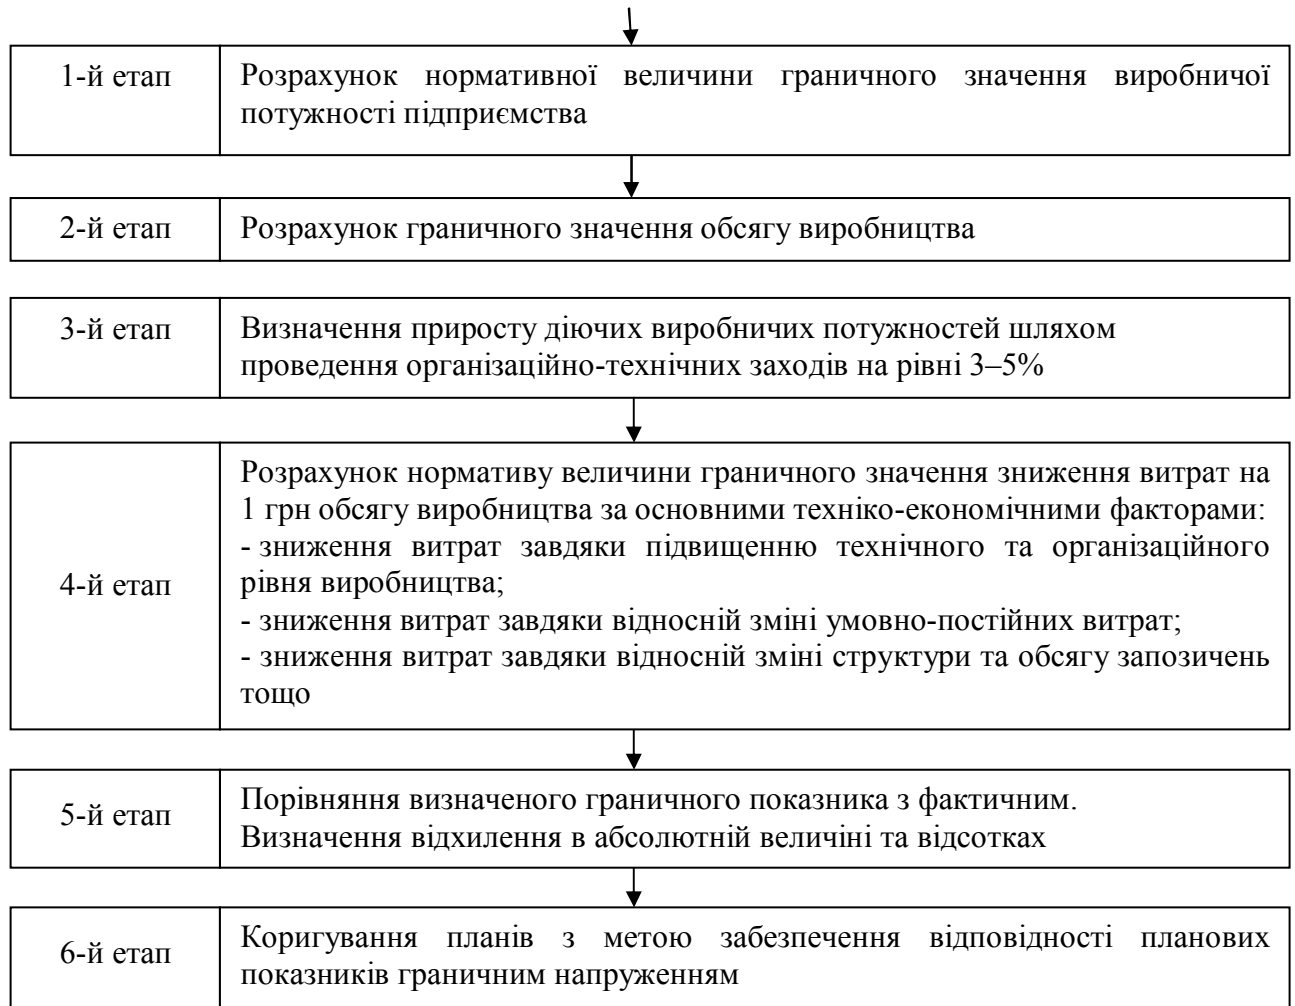 1-й етап
Розрахунок нормативної величини граничного значення виробничої
потужності підприємства
2-й етап
Розрахунок граничного значення обсягу виробництва
3-й етап
Визначення приросту діючих виробничих потужностей шляхом
проведення організаційно-технічних заходів на рівні 3–5%
4-й етап
Розрахунок нормативу величини граничного значення зниження витрат на
1 грн обсягу виробництва за основними техніко-економічними факторами:
- зниження витрат завдяки підвищенню технічного та організаційного
рівня виробництва;
- зниження витрат завдяки відносній зміні умовно-постійних витрат;
- зниження витрат завдяки відносній зміні структури та обсягу запозичень
тощо
5-й етап
Порівняння визначеного граничного показника з фактичним.
Визначення відхилення в абсолютній величіні та відсотках
6-й етап
Коригування планів з метою забезпечення відповідності планових
показників граничним напруженням